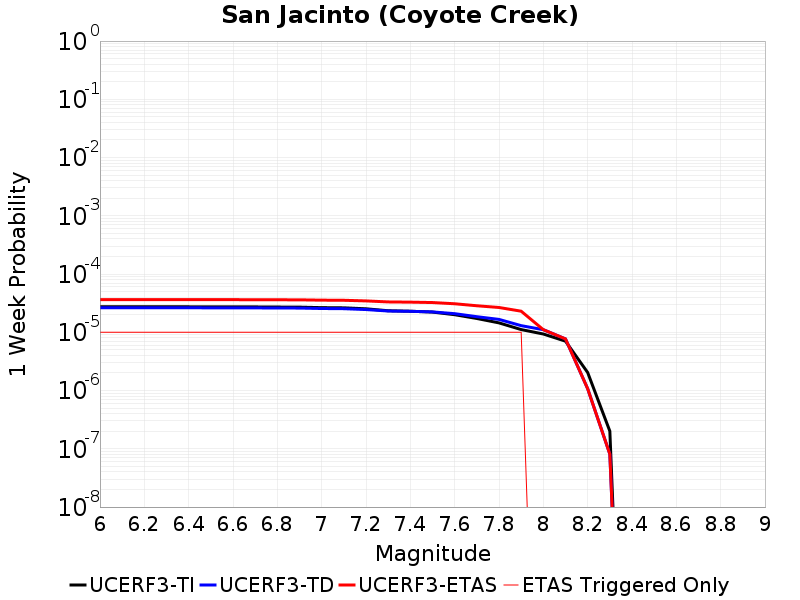 San Jacinto (Coyote Creek)
10^0
10^-1
10^-2
10^-3
10^-4
10^-5
10^-6
10^-7
10^-8
1 Week Probability
6 6.2 6.4 6.6 6.8 7 7.2 7.4 7.6 7.8 8 8.2 8.4 8.6 8.8 9
Magnitude
UCERF3-TI UCERF3-TD UCERF3-ETAS ETAS Triggered Only